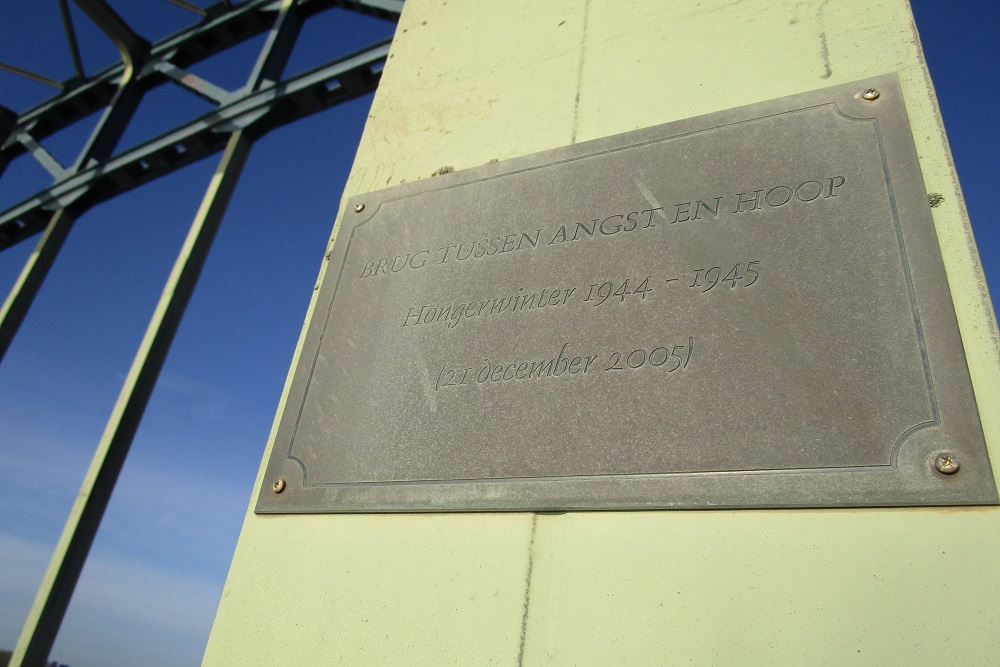 BRUG TUSSEN ANGST EN HOOP
Hongerwinter 1944 - 1945
(21 december 2005)